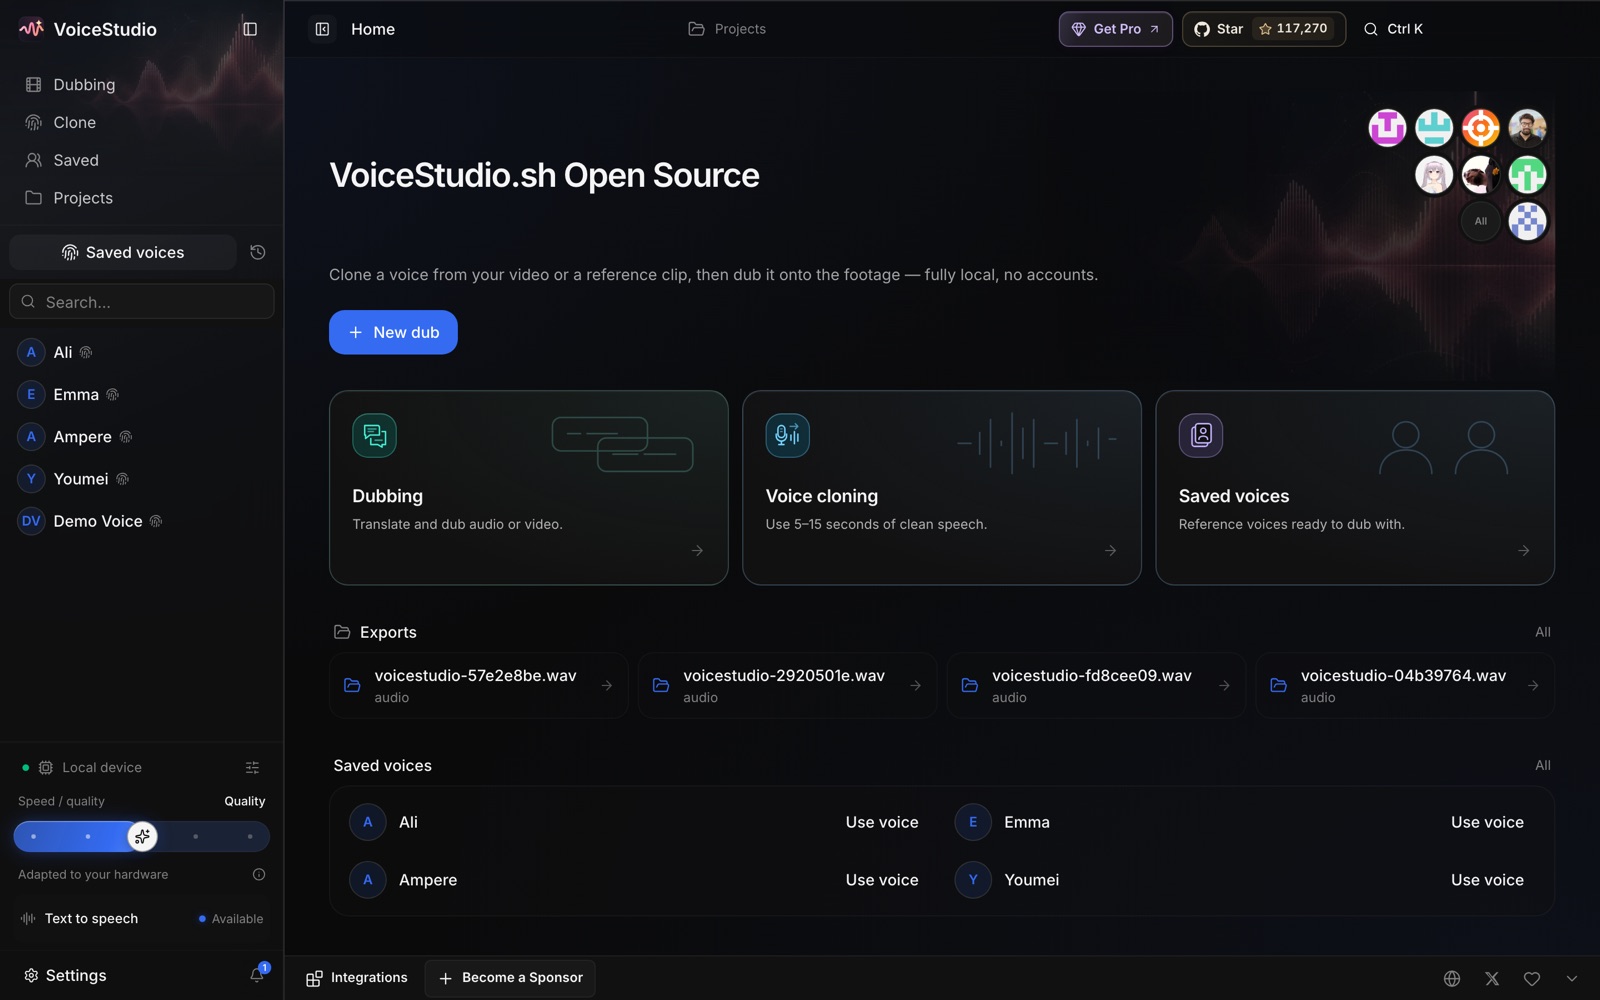 VoiceStudio
Dubbing
Clone
Saved
Projects
Saved voices
Search...
A Ali
E Emma
A Ampere
Y Youmei
DV Demo Voice
Local device
Speed / quality Quality
Adapted to your hardware
Text to speech Available
Settings 1
Home Projects Get Pro Star 117,270 Ctrl K
VoiceStudio.sh Open Source
All
Clone a voice from your video or a reference clip, then dub it onto the footage — fully local, no accounts.
New dub
Dubbing
Translate and dub audio or video.
Voice cloning
Use 5–15 seconds of clean speech.
Saved voices
Reference voices ready to dub with.
Exports All
voicestudio-57e2e8be.wav
audio
voicestudio-2920501e.wav
audio
voicestudio-fd8cee09.wav
audio
voicestudio-04b39764.wav
audio
Saved voices All
A Ali Use voice E Emma Use voice
A Ampere Use voice Y Youmei Use voice
Integrations Become a Sponsor